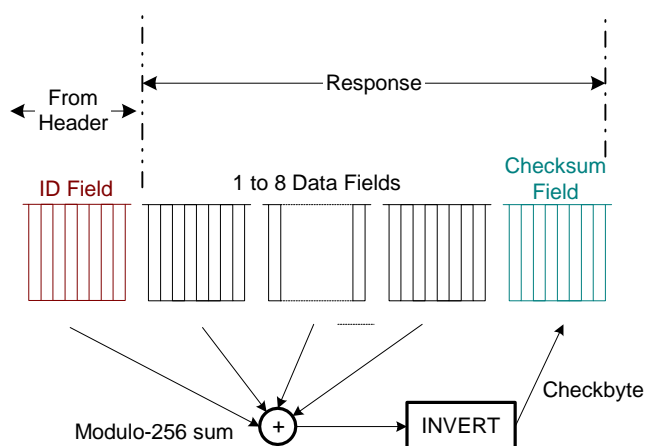 Response
From
Header
ID Field
1 to 8 Data Fields
Checksum
Field
Modulo-256 sum
+
INVERT
Checkbyte